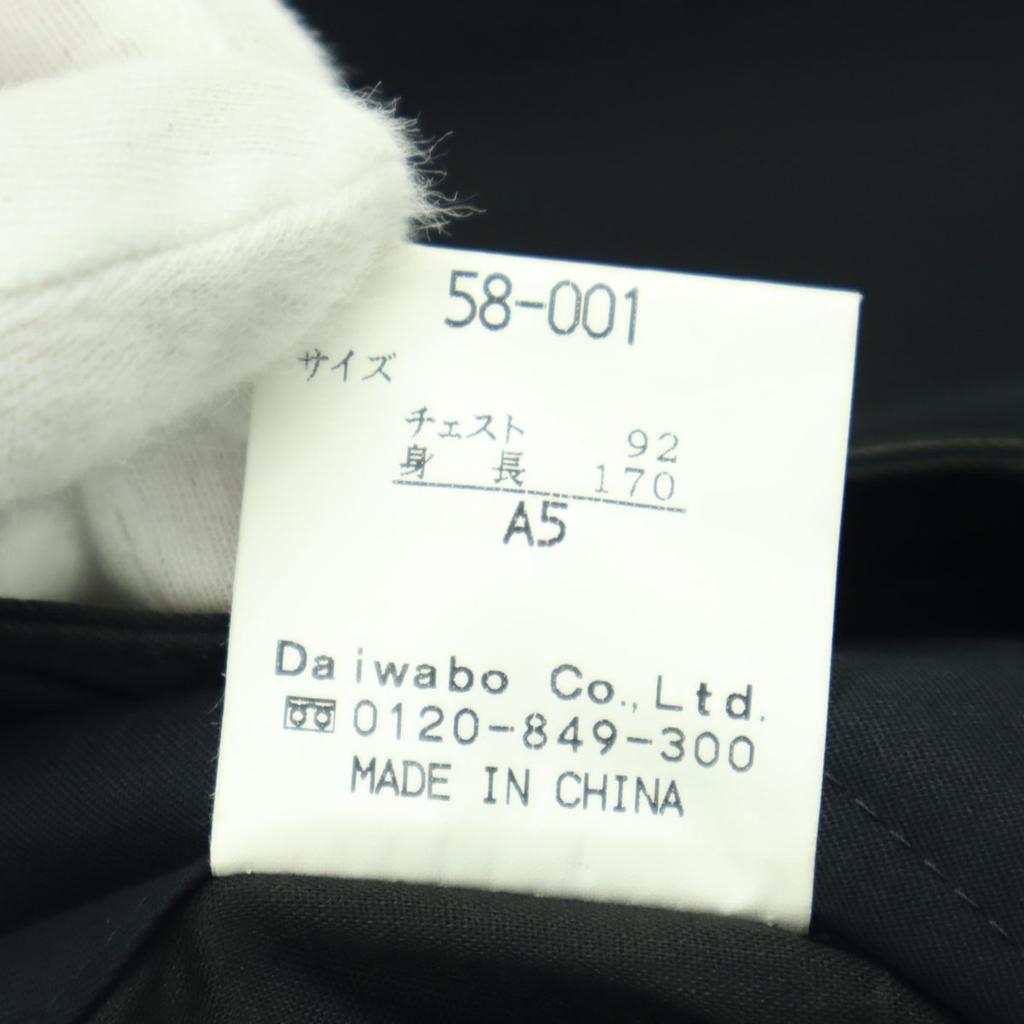 58-001
サイズ
チェスト 92
身 長 170
A5
Daiwabo Co.,Ltd.
0120-849-300
MADE IN CHINA